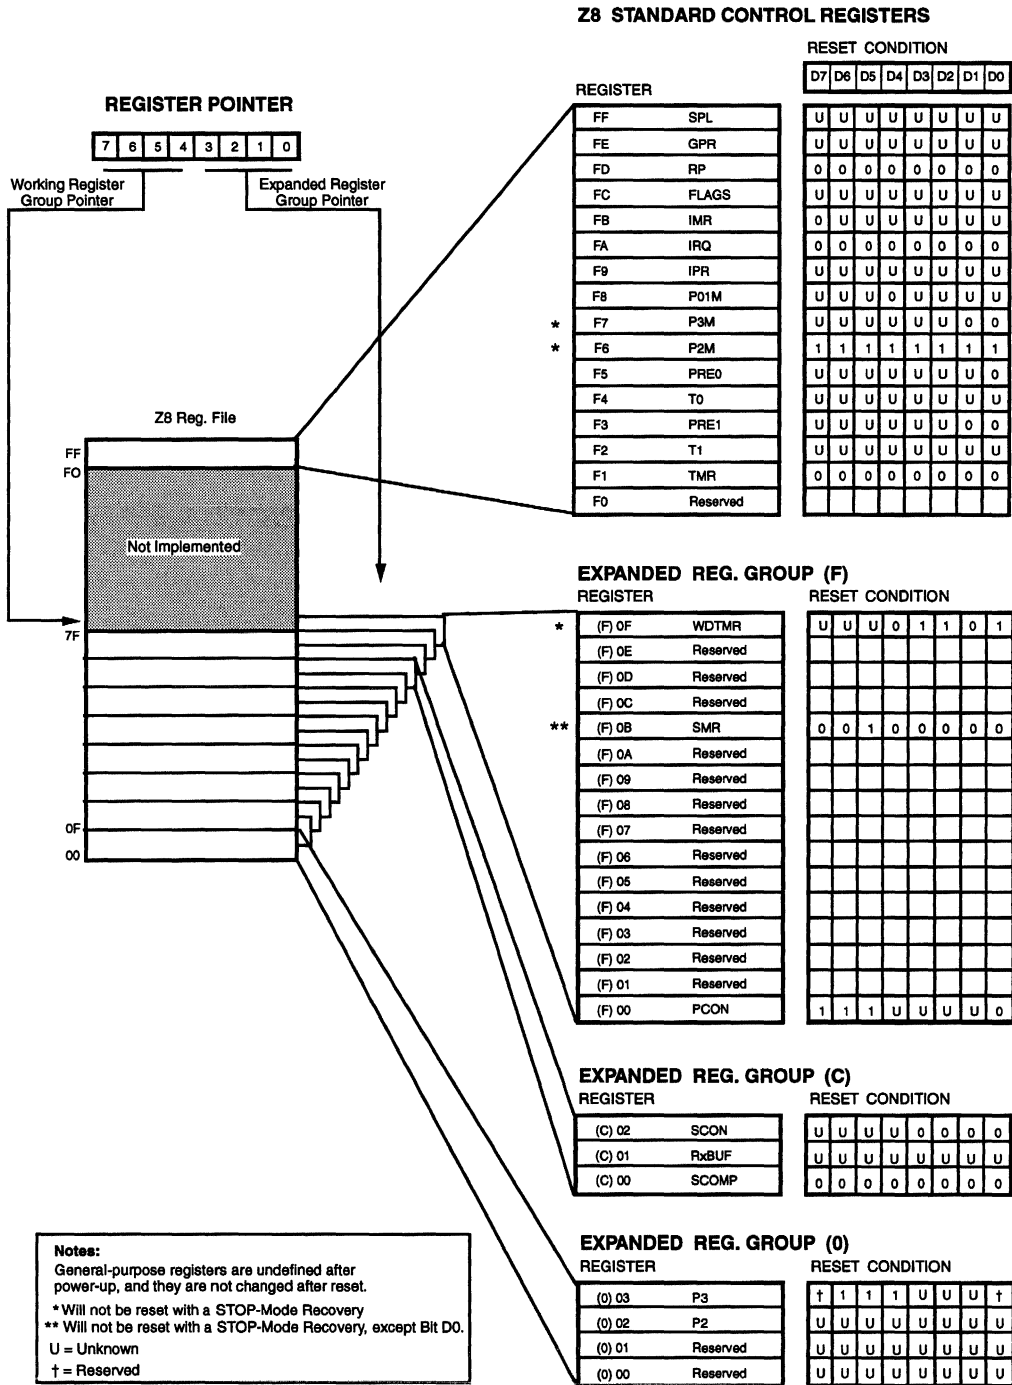 Z8 STANDARD CONTROL REGISTERS
RESET CONDITION
D7 D6 D5 D4 D3 D2 D1 D0
REGISTER
FF SPL U U U U U U U U
FE GPR U U U U U U U U
FD RP 0 0 0 0 0 0 0 0
FC FLAGS U U U U U U U U
FB IMR 0 U U U U U U U
FA IRQ 0 0 0 0 0 0 0 0
F9 IPR U U U U U U U U
F8 P01M U U U 0 U U U U
* F7 P3M U U U U U U 0 0
* F6 P2M 1 1 1 1 1 1 1 1
F5 PRE0 U U U U U U U 0
F4 T0 U U U U U U U U
F3 PRE1 U U U U U U 0 0
F2 T1 U U U U U U U U
F1 TMR 0 0 0 0 0 0 0 0
F0 Reserved
REGISTER POINTER
7 6 5 4 3 2 1 0
Working Register Group Pointer
Expanded Register Group Pointer
Z8 Reg. File
FF
FO
Not Implemented
7F
0F
00
EXPANDED REG. GROUP (F)
REGISTER RESET CONDITION
* (F) 0F WDTMR U U U 0 1 1 0 1
(F) 0E Reserved
(F) 0D Reserved
(F) 0C Reserved
** (F) 0B SMR 0 0 1 0 0 0 0 0
(F) 0A Reserved
(F) 09 Reserved
(F) 08 Reserved
(F) 07 Reserved
(F) 06 Reserved
(F) 05 Reserved
(F) 04 Reserved
(F) 03 Reserved
(F) 02 Reserved
(F) 01 Reserved
(F) 00 PCON 1 1 1 U U U U 0
EXPANDED REG. GROUP (C)
REGISTER RESET CONDITION
(C) 02 SCON U U U U 0 0 0 0
(C) 01 RxBUF U U U U U U U U
(C) 00 SCOMP 0 0 0 0 0 0 0 0
EXPANDED REG. GROUP (0)
REGISTER RESET CONDITION
(0) 03 P3 † 1 1 1 U U U †
(0) 02 P2 U U U U U U U U
(0) 01 Reserved U U U U U U U U
(0) 00 Reserved U U U U U U U U
Notes:
General-purpose registers are undefined after
power-up, and they are not changed after reset.
* Will not be reset with a STOP-Mode Recovery
** Will not be reset with a STOP-Mode Recovery, except Bit D0.
U = Unknown
† = Reserved